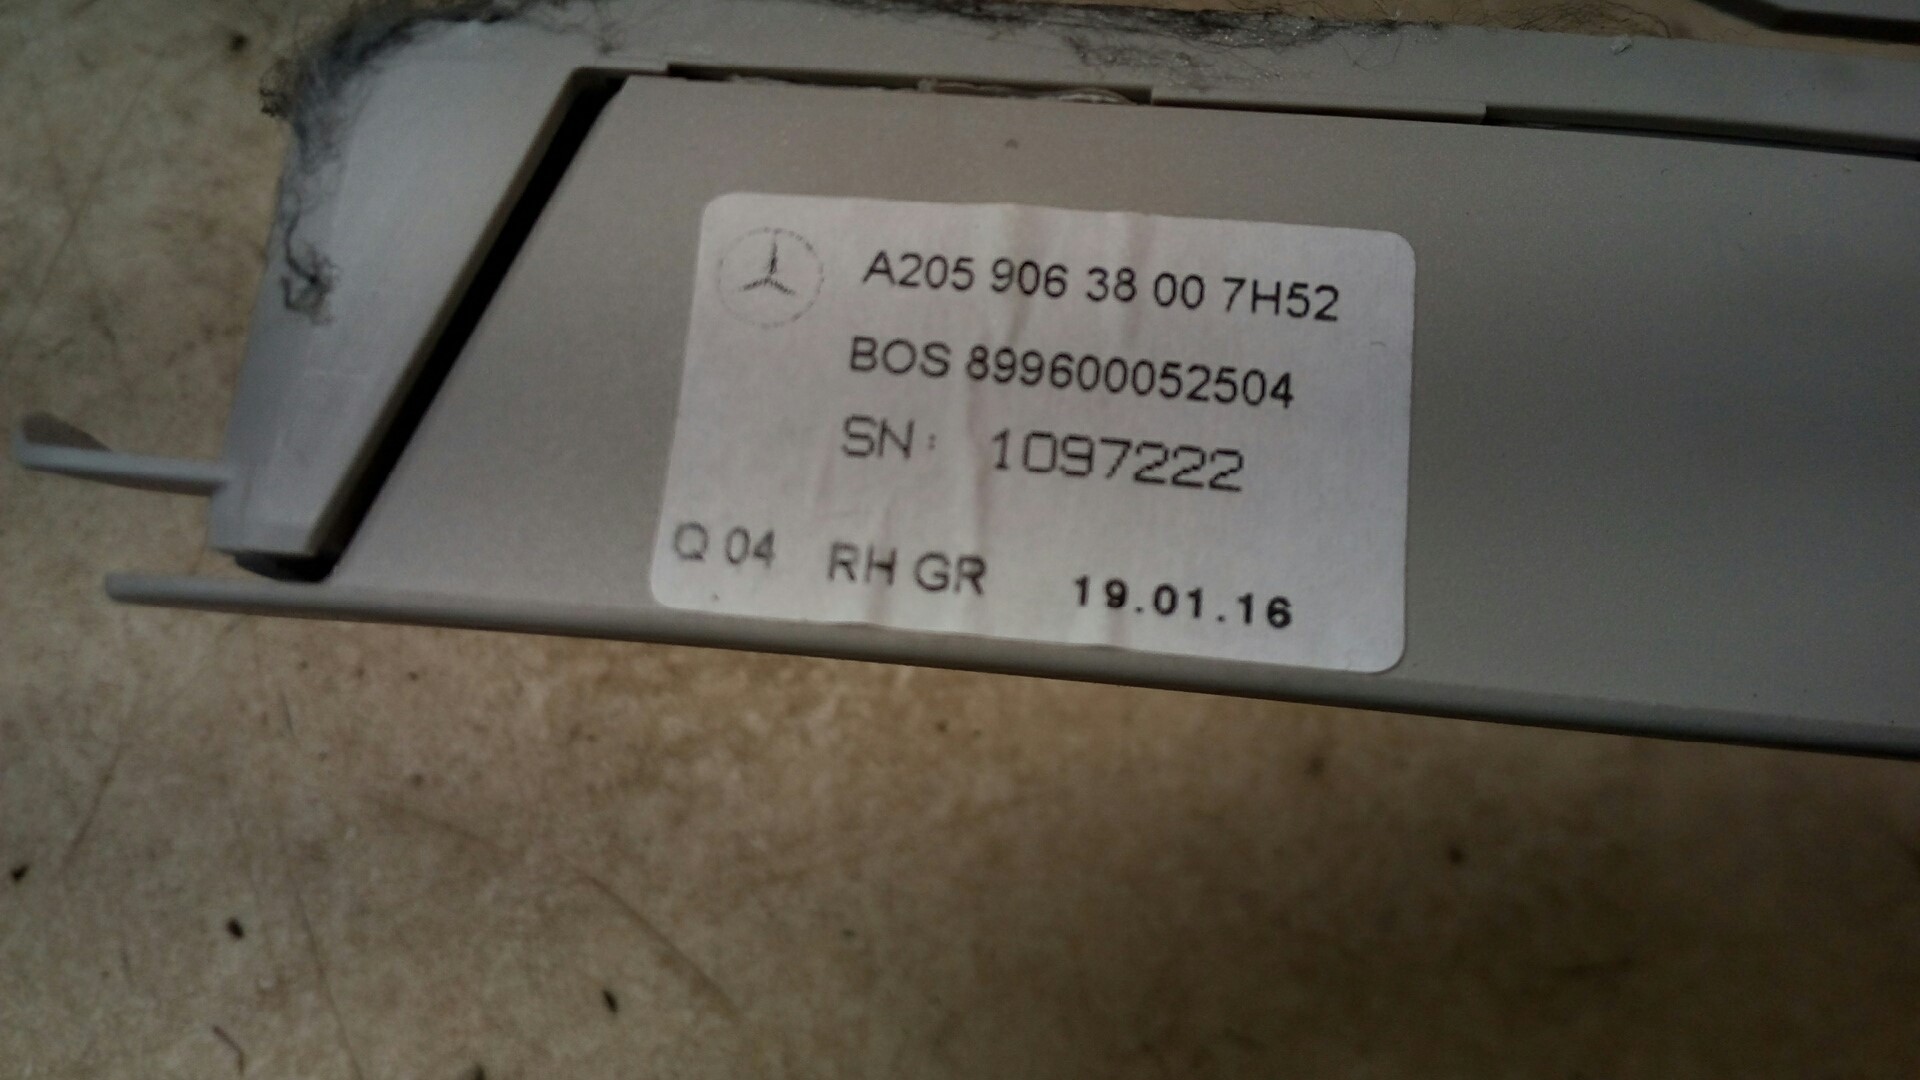 A205 906 38 00 7H52
BOS 899600052504
SN: 1097222
Q 04 RH GR 19.01.16